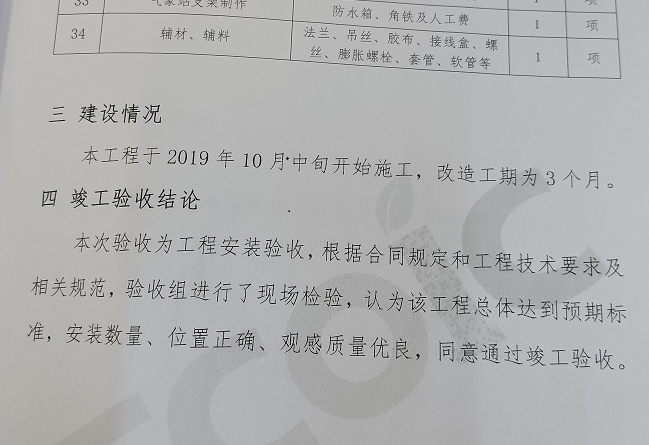 33 气象站支架制作 防水箱、角铁及人工费 1 项
34 辅材、辅料 法兰、吊丝、胶布、接线盒、螺丝、膨胀螺栓、套管、软管等 1 项
三 建设情况
本工程于 2019 年 10 月中旬开始施工，改造工期为 3 个月。
四 竣工验收结论
本次验收为工程安装验收，根据合同规定和工程技术要求及
相关规范，验收组进行了现场检验，认为该工程总体达到预期标
准，安装数量、位置正确、观感质量优良，同意通过竣工验收。